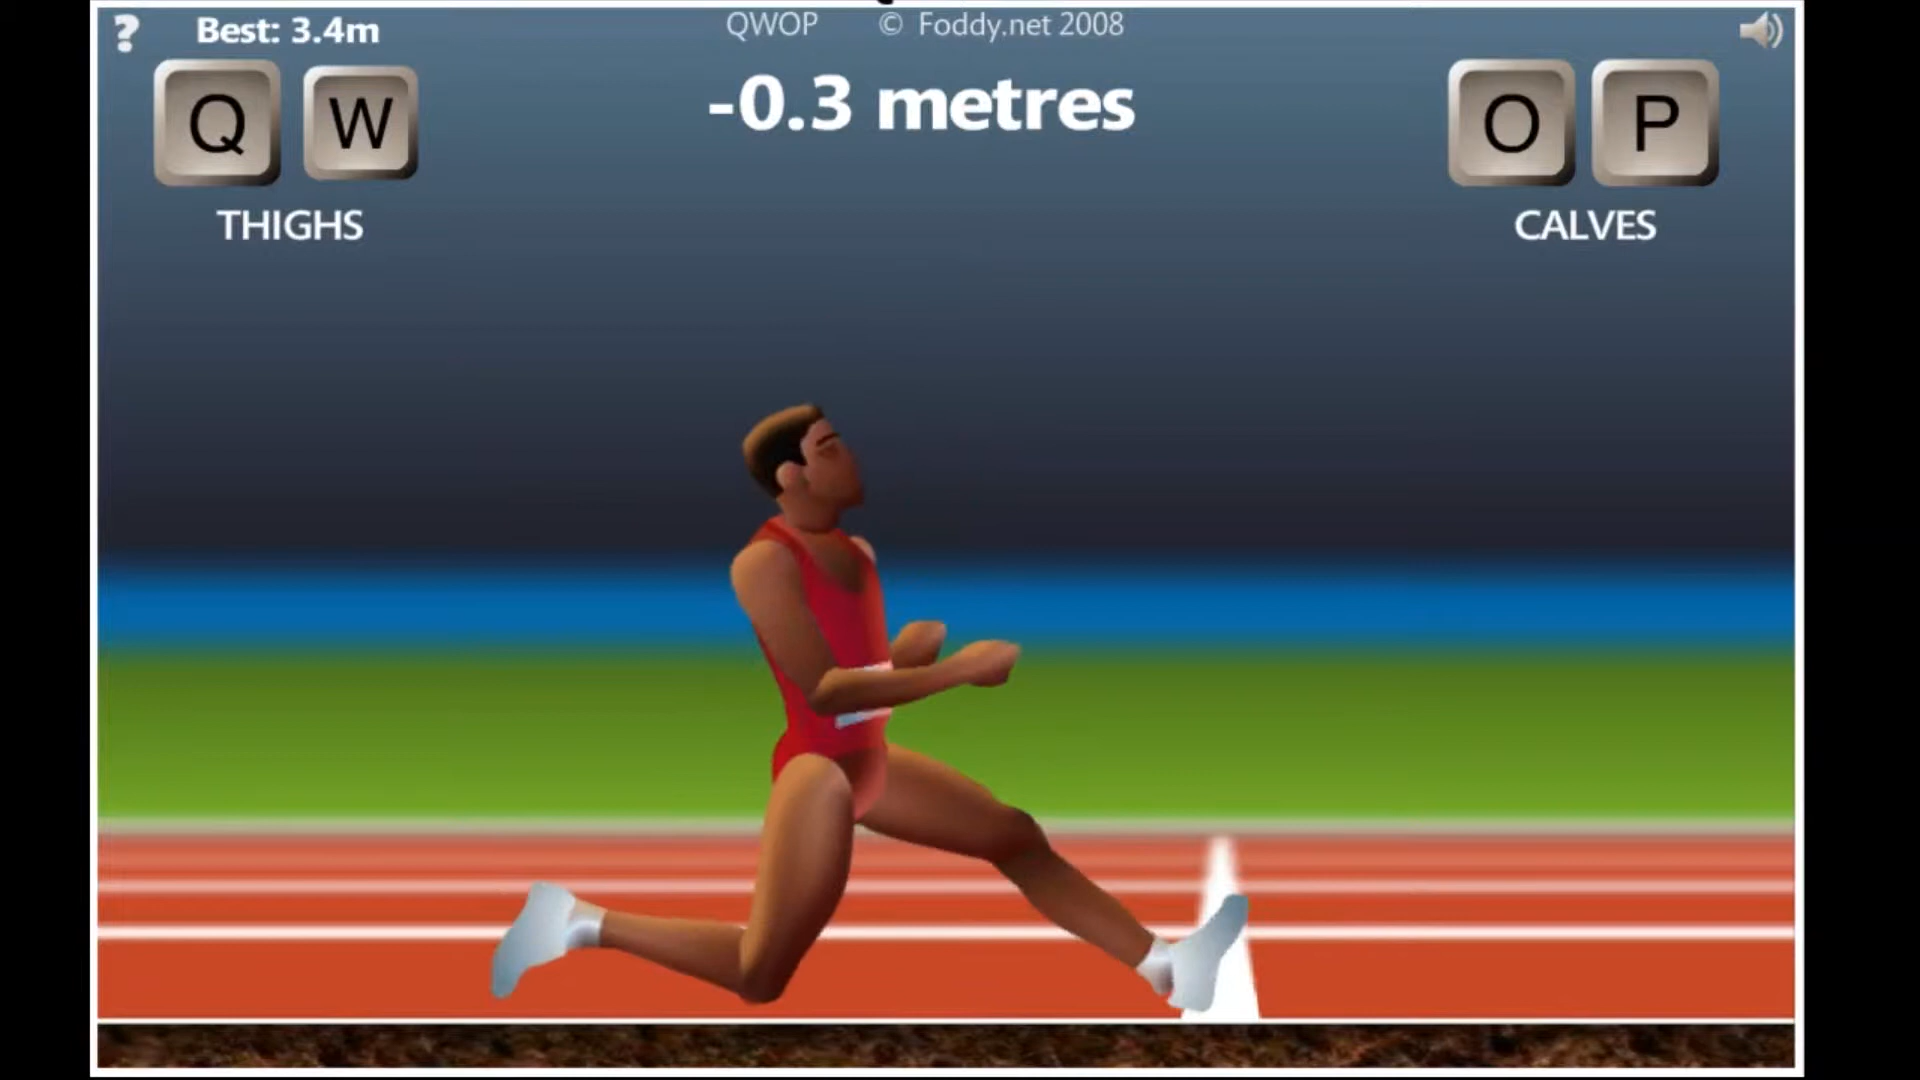 ?
Best: 3.4m
QWOP © Foddy.net 2008
-0.3 metres
Q W
THIGHS
O P
CALVES